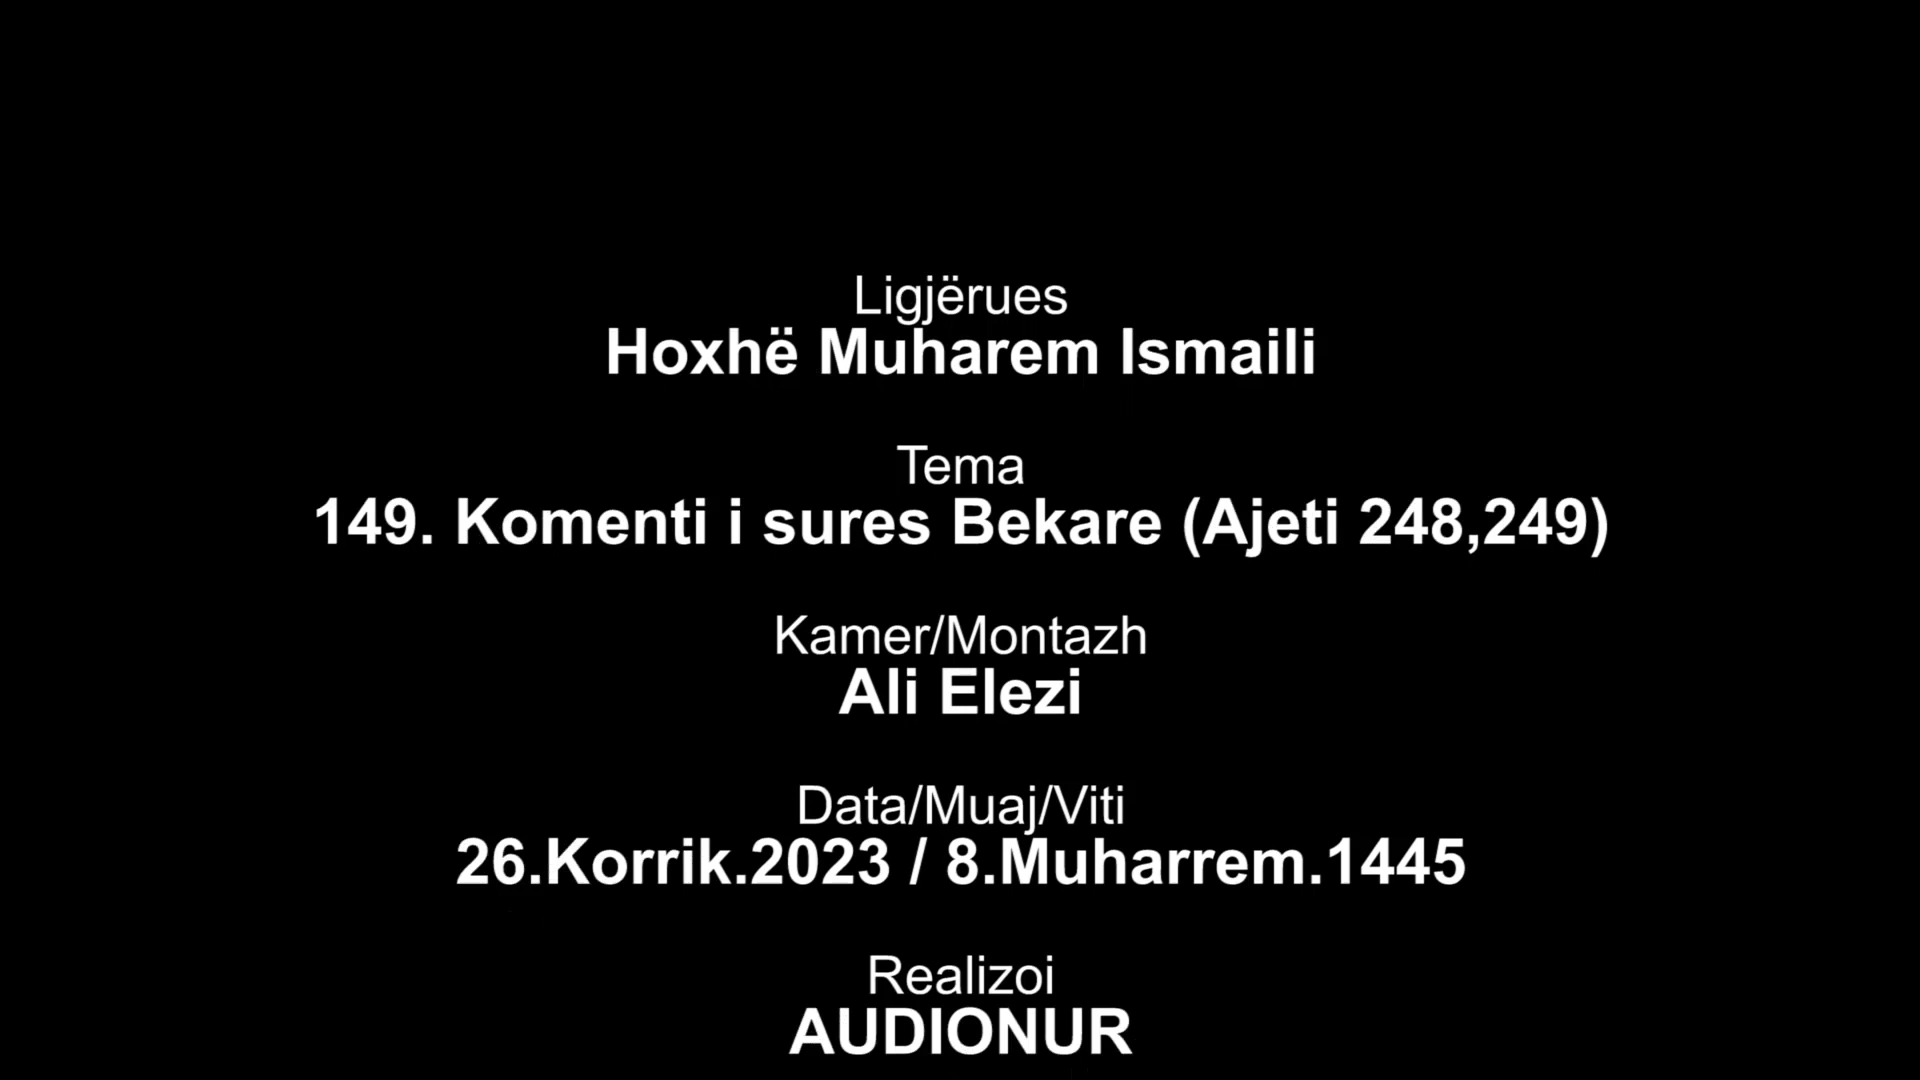 Ligjërues
Hoxhë Muharem Ismaili
Tema
149. Komenti i sures Bekare (Ajeti 248,249)
Kamer/Montazh
Ali Elezi
Data/Muaj/Viti
26.Korrik.2023 / 8.Muharrem.1445
Realizoi
AUDIONUR